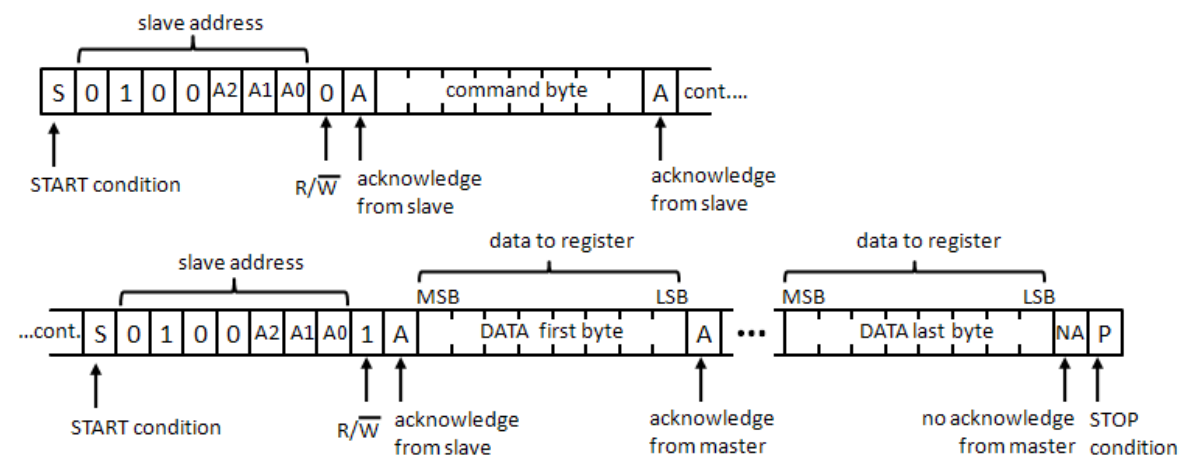 slave address
S 0 1 0 0 A2 A1 A0 0 A command byte A cont....
START condition
R/W̅
acknowledge
from slave
acknowledge
from slave
data to register
data to register
slave address
MSB LSB MSB LSB
...cont. S 0 1 0 0 A2 A1 A0 1 A DATA first byte A ••• DATA last byte NA P
START condition
R/W̅
acknowledge
from slave
acknowledge
from master
no acknowledge
from master
STOP
condition